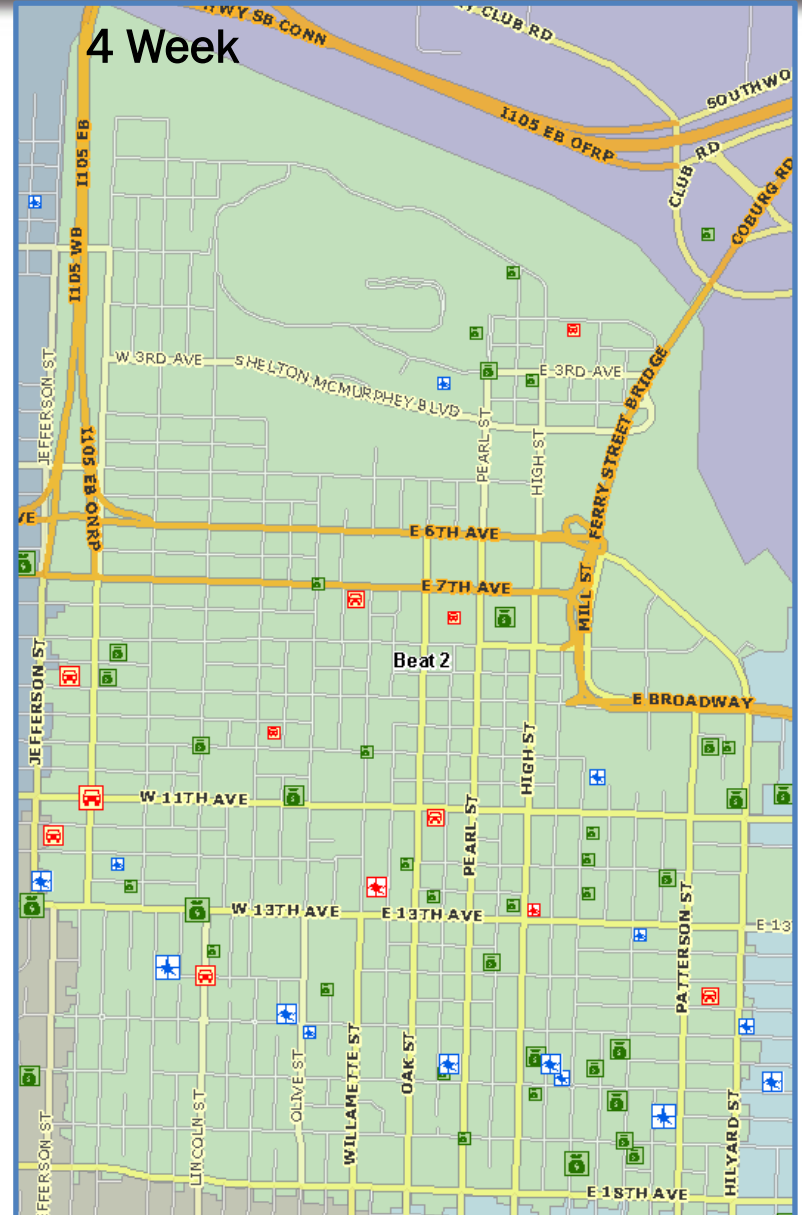 4 Week
HWY SB CONN
CLUB RD
SOUTHWO
I105 EB OFRP
CLUB RD
COBURG RD
I105 EB
I105 WB
JEFFERSON ST
W 3RD AVE
SHELTON MCMURPHEY BLVD
E 3RD AVE
FERRY STREET BRIDGE
PEARL ST
HIGH ST
I105 EB ONRP
VE
E 6TH AVE
E 7TH AVE
MILL ST
Beat 2
JEFFERSON ST
E BROADWAY
HIGH ST
W 11TH AVE
PEARL ST
W 13TH AVE
E 13TH AVE
E 13
PATTERSON ST
WILLAMETTE ST
OAK ST
OLIVE ST
LINCOLN ST
HILYARD ST
FFERSON ST
E 18TH AVE